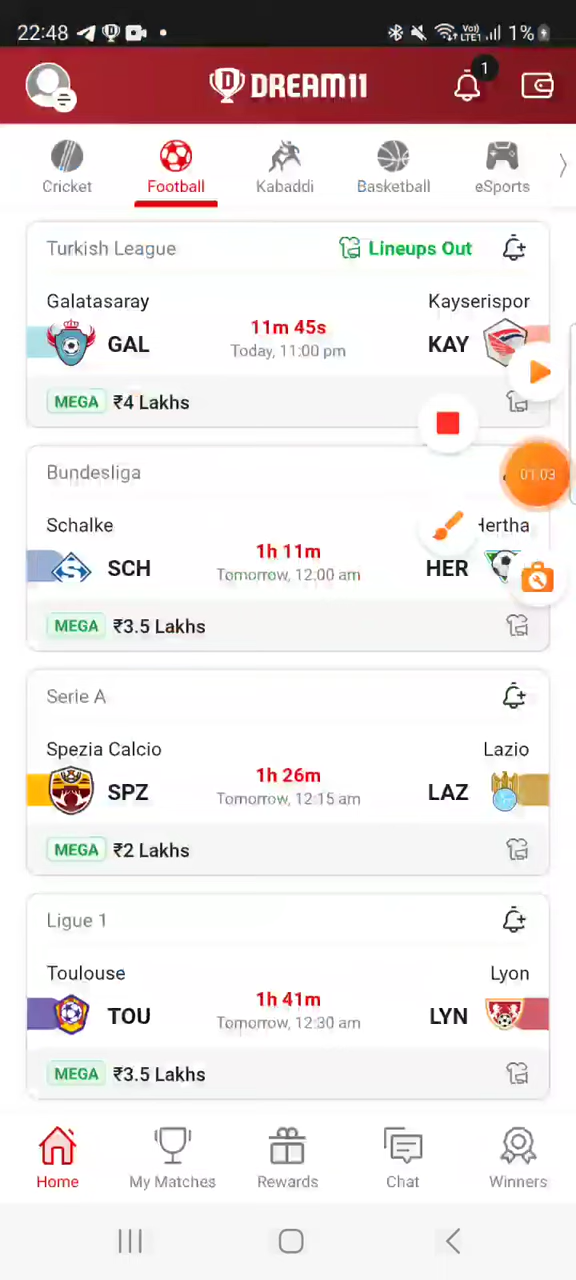 22:48 Vo) LTE1 1%
DREAM11 1
Cricket Football Kabaddi Basketball eSports
Turkish League Lineups Out
Galatasaray Kayserispor
GAL 11m 45s KAY
Today, 11:00 pm
MEGA ₹4 Lakhs
Bundesliga 01:03
Schalke Hertha
SCH 1h 11m HER
Tomorrow, 12:00 am
MEGA ₹3.5 Lakhs
Serie A
Spezia Calcio Lazio
SPZ 1h 26m LAZ
Tomorrow, 12:15 am
MEGA ₹2 Lakhs
Ligue 1
Toulouse Lyon
TOU 1h 41m LYN
Tomorrow, 12:30 am
MEGA ₹3.5 Lakhs
Home My Matches Rewards Chat Winners